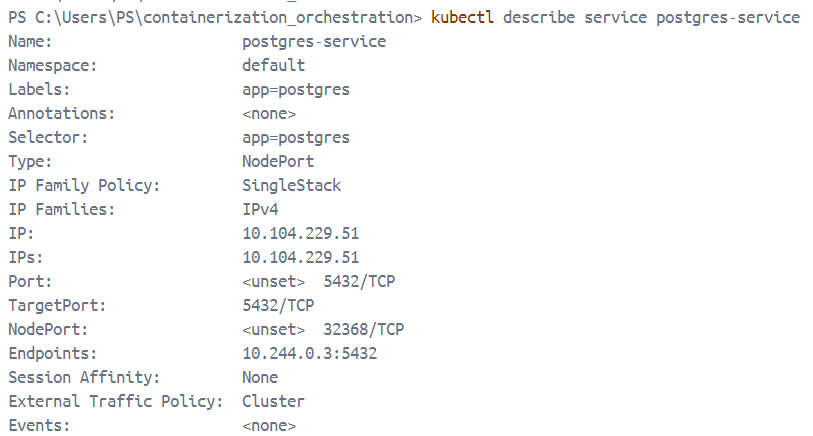 PS C:\Users\PS\containerization_orchestration> kubectl describe service postgres-service
Name: postgres-service
Namespace: default
Labels: app=postgres
Annotations: <none>
Selector: app=postgres
Type: NodePort
IP Family Policy: SingleStack
IP Families: IPv4
IP: 10.104.229.51
IPs: 10.104.229.51
Port: <unset> 5432/TCP
TargetPort: 5432/TCP
NodePort: <unset> 32368/TCP
Endpoints: 10.244.0.3:5432
Session Affinity: None
External Traffic Policy: Cluster
Events: <none>